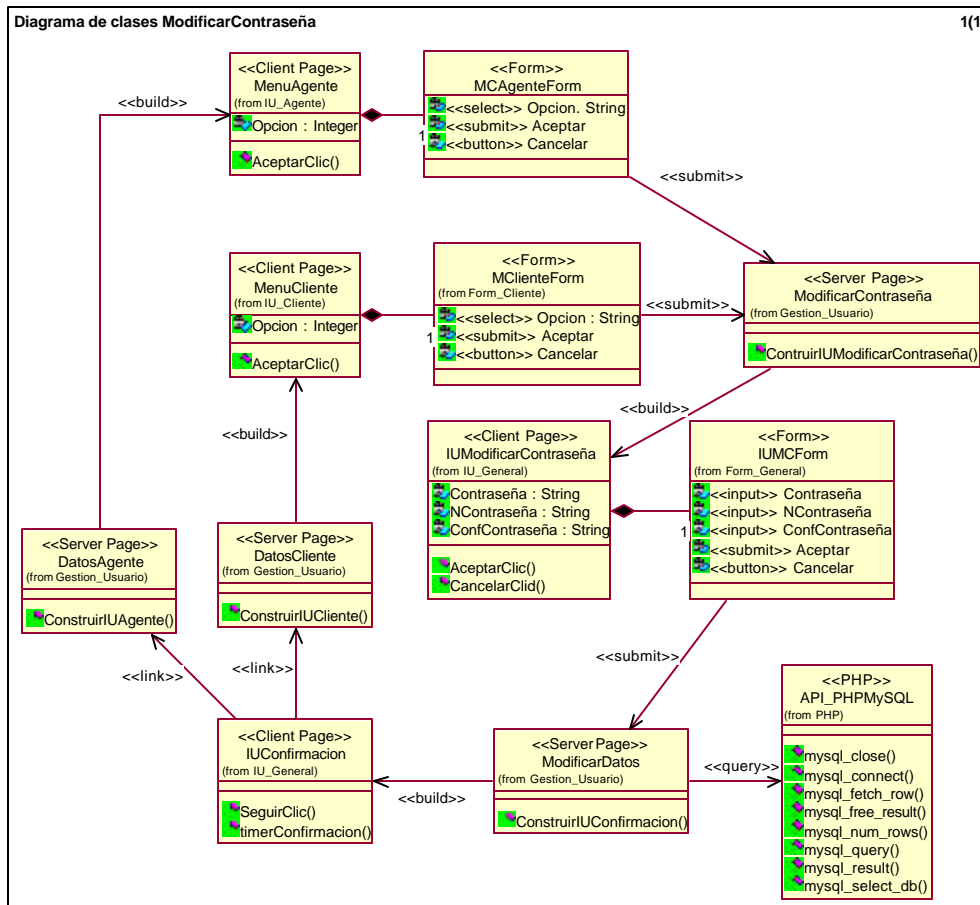 Diagrama de clases ModificarContraseña
1(1
<<Client Page>>
MenuAgente
(from IU_Agente)
Opcion : Integer
AceptarClic()
<<Form>>
MCAgenteForm
<<select>> Opcion. String
<<submit>> Aceptar
<<button>> Cancelar
1
<<build>>
<<submit>>
<<Client Page>>
MenuCliente
(from IU_Cliente)
Opcion : Integer
AceptarClic()
<<Form>>
MClienteForm
(from Form_Cliente)
<<select>> Opcion : String
<<submit>> Aceptar
<<button>> Cancelar
1
<<submit>>
<<Server Page>>
ModificarContraseña
(from Gestion_Usuario)
ContruirIUModificarContraseña()
<<build>>
<<build>>
<<Client Page>>
IUModificarContraseña
(from IU_General)
Contraseña : String
NContraseña : String
ConfContraseña : String
AceptarClic()
CancelarClid()
<<Form>>
IUMCForm
(from Form_General)
<<input>> Contraseña
<<input>> NContraseña
<<input>> ConfContraseña
<<submit>> Aceptar
<<button>> Cancelar
1
<<Server Page>>
DatosAgente
(from Gestion_Usuario)
ConstruirIUAgente()
<<Server Page>>
DatosCliente
(from Gestion_Usuario)
ConstruirIUCliente()
<<link>>
<<link>>
<<submit>>
<<Client Page>>
IUConfirmacion
(from IU_General)
SeguirClic()
timerConfirmacion()
<<build>>
<<Server Page>>
ModificarDatos
(from Gestion_Usuario)
ConstruirIUConfirmacion()
<<query>>
<<PHP>>
API_PHPMySQL
(from PHP)
mysql_close()
mysql_connect()
mysql_fetch_row()
mysql_free_result()
mysql_num_rows()
mysql_query()
mysql_result()
mysql_select_db()